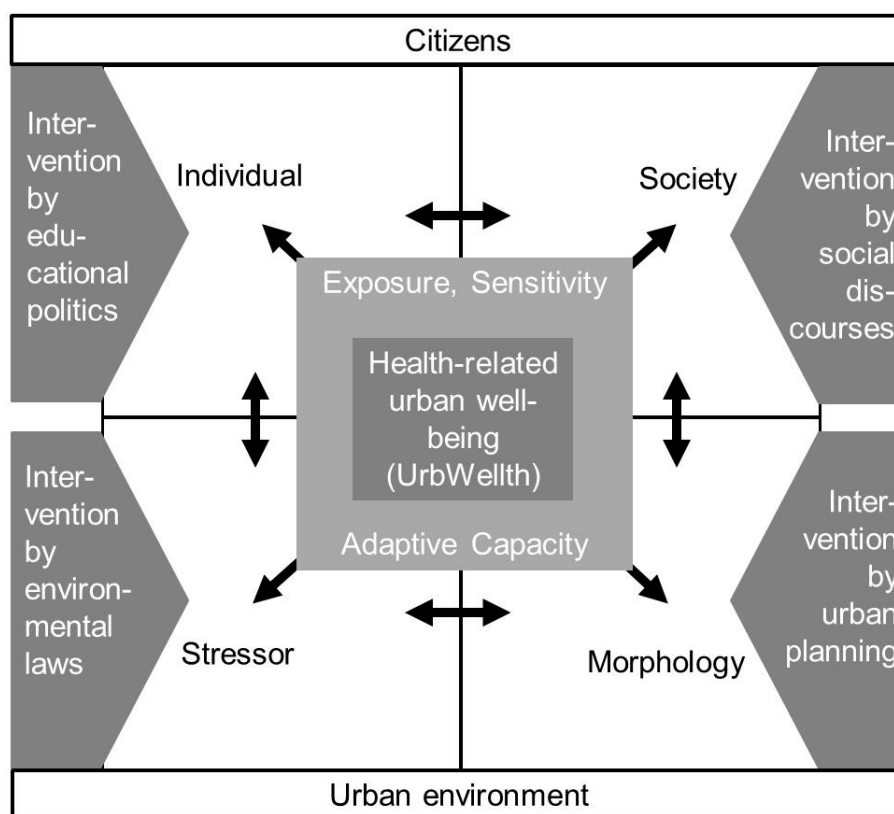 Citizens
Inter-
vention
by
edu-
cational
politics
Individual
Society
Inter-
vention
by
social
dis-
courses
Exposure, Sensitivity
Health-related
urban well-
being
(UrbWellth)
Adaptive Capacity
Inter-
vention
by
environ-
mental
laws
Stressor
Morphology
Inter-
vention
by
urban
planning
Urban environment